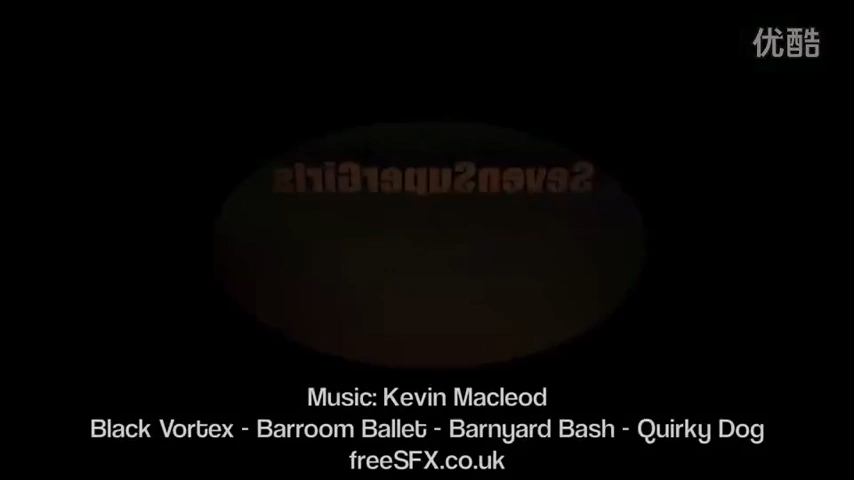 优酷
SevenSuperGirls
Music: Kevin Macleod
Black Vortex - Barroom Ballet - Barnyard Bash - Quirky Dog
freeSFX.co.uk